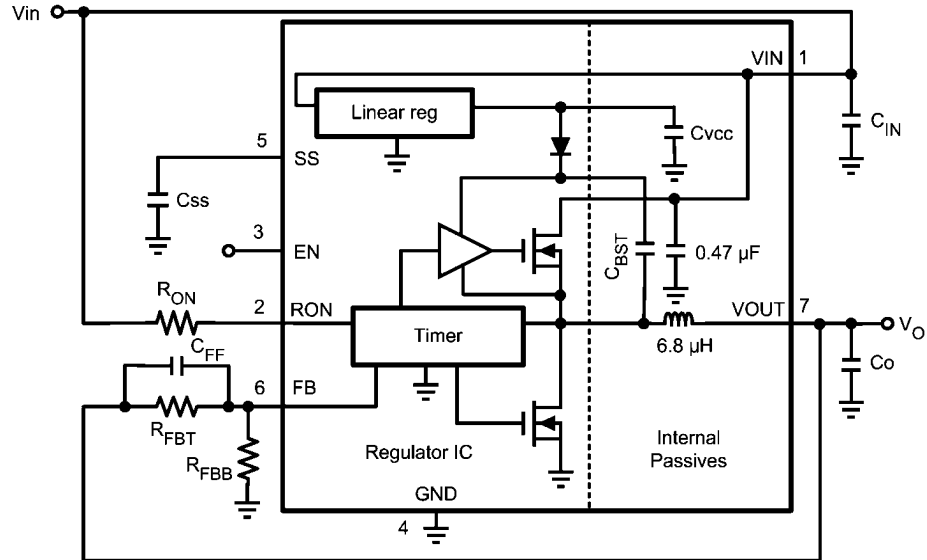 Vin
VIN 1
Linear reg
Cvcc
C_IN
5
SS
Css
3
EN
C_BST
0.47 µF
R_ON
2 RON
VOUT 7
Timer
6.8 µH
V_O
C_FF
6 FB
Co
R_FBT
R_FBB
Regulator IC
Internal
Passives
GND
4